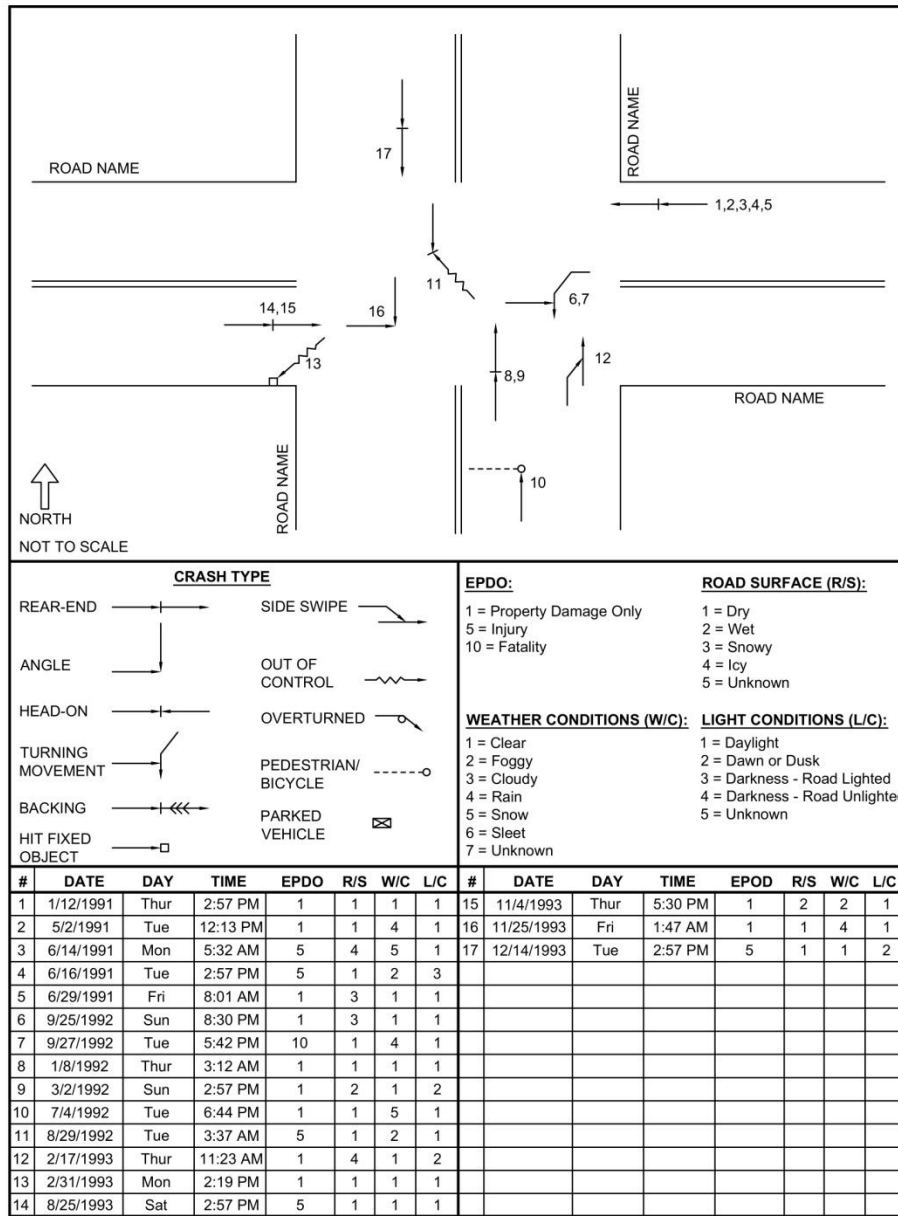 ROAD NAME
ROAD NAME
17
1,2,3,4,5
11
6,7
14,15
16
13
8,9
12
ROAD NAME
ROAD NAME
10
NORTH
NOT TO SCALE
CRASH TYPE
REAR-END
SIDE SWIPE
ANGLE
OUT OF
CONTROL
HEAD-ON
OVERTURNED
TURNING
MOVEMENT
PEDESTRIAN/
BICYCLE
BACKING
PARKED
VEHICLE
HIT FIXED
OBJECT
EPDO:
1 = Property Damage Only
5 = Injury
10 = Fatality
ROAD SURFACE (R/S):
1 = Dry
2 = Wet
3 = Snowy
4 = Icy
5 = Unknown
WEATHER CONDITIONS (W/C):
1 = Clear
2 = Foggy
3 = Cloudy
4 = Rain
5 = Snow
6 = Sleet
7 = Unknown
LIGHT CONDITIONS (L/C):
1 = Daylight
2 = Dawn or Dusk
3 = Darkness - Road Lighted
4 = Darkness - Road Unlighte
5 = Unknown
# DATE DAY TIME EPDO R/S W/C L/C
1 1/12/1991 Thur 2:57 PM 1 1 1 1
2 5/2/1991 Tue 12:13 PM 1 1 4 1
3 6/14/1991 Mon 5:32 AM 5 4 5 1
4 6/16/1991 Tue 2:57 PM 5 1 2 3
5 6/29/1991 Fri 8:01 AM 1 3 1 1
6 9/25/1992 Sun 8:30 PM 1 3 1 1
7 9/27/1992 Tue 5:42 PM 10 1 4 1
8 1/8/1992 Thur 3:12 AM 1 1 1 1
9 3/2/1992 Sun 2:57 PM 1 2 1 2
10 7/4/1992 Tue 6:44 PM 1 1 5 1
11 8/29/1992 Tue 3:37 AM 5 1 2 1
12 2/17/1993 Thur 11:23 AM 1 4 1 2
13 2/31/1993 Mon 2:19 PM 1 1 1 1
14 8/25/1993 Sat 2:57 PM 5 1 1 1
# DATE DAY TIME EPOD R/S W/C L/C
15 11/4/1993 Thur 5:30 PM 1 2 2 1
16 11/25/1993 Fri 1:47 AM 1 1 4 1
17 12/14/1993 Tue 2:57 PM 5 1 1 2